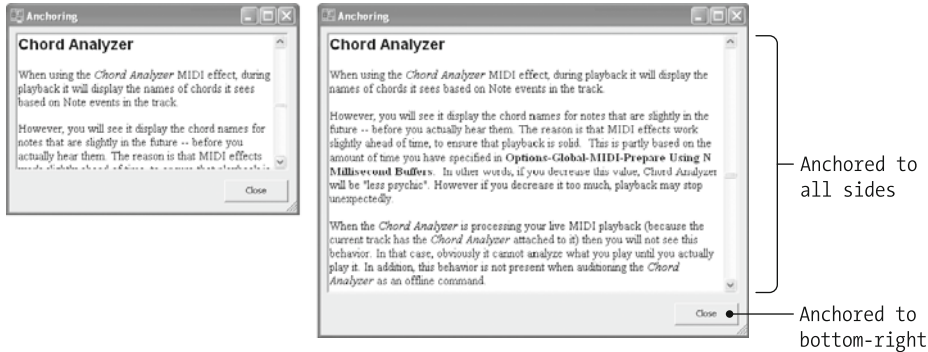 Anchoring
Chord Analyzer
When using the Chord Analyzer MIDI effect, during
playback it will display the names of chords it sees
based on Note events in the track.
However, you will see it display the chord names for
notes that are slightly in the future -- before you
actually hear them. The reason is that MIDI effects
work slightly ahead of time, to ensure that playback is
Close
Anchoring
Chord Analyzer
When using the Chord Analyzer MIDI effect, during playback it will display the
names of chords it sees based on Note events in the track.
However, you will see it display the chord names for notes that are slightly in the
future -- before you actually hear them. The reason is that MIDI effects work
slightly ahead of time, to ensure that playback is solid. This is partly based on the
amount of time you have specified in Options-Global-MIDI-Prepare Using N
Millisecond Buffers. In other words, if you decrease this value, Chord Analyzer
will be "less psychic". However if you decrease it too much, playback may stop
unexpectedly.
When the Chord Analyzer is processing your live MIDI playback (because the
current track has the Chord Analyzer attached to it) then you will not see this
behavior. In that case, obviously it cannot analyze what you play until you actually
play it. In addition, this behavior is not present when auditioning the Chord
Analyzer as an offline command.
Close
Anchored to
all sides
Anchored to
bottom-right